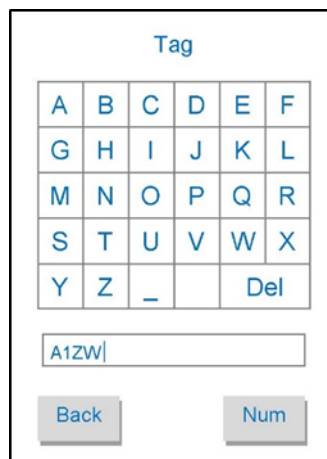 Tag
A B C D E F
G H I J K L
M N O P Q R
S T U V W X
Y Z _ Del
A1ZW
Back Num